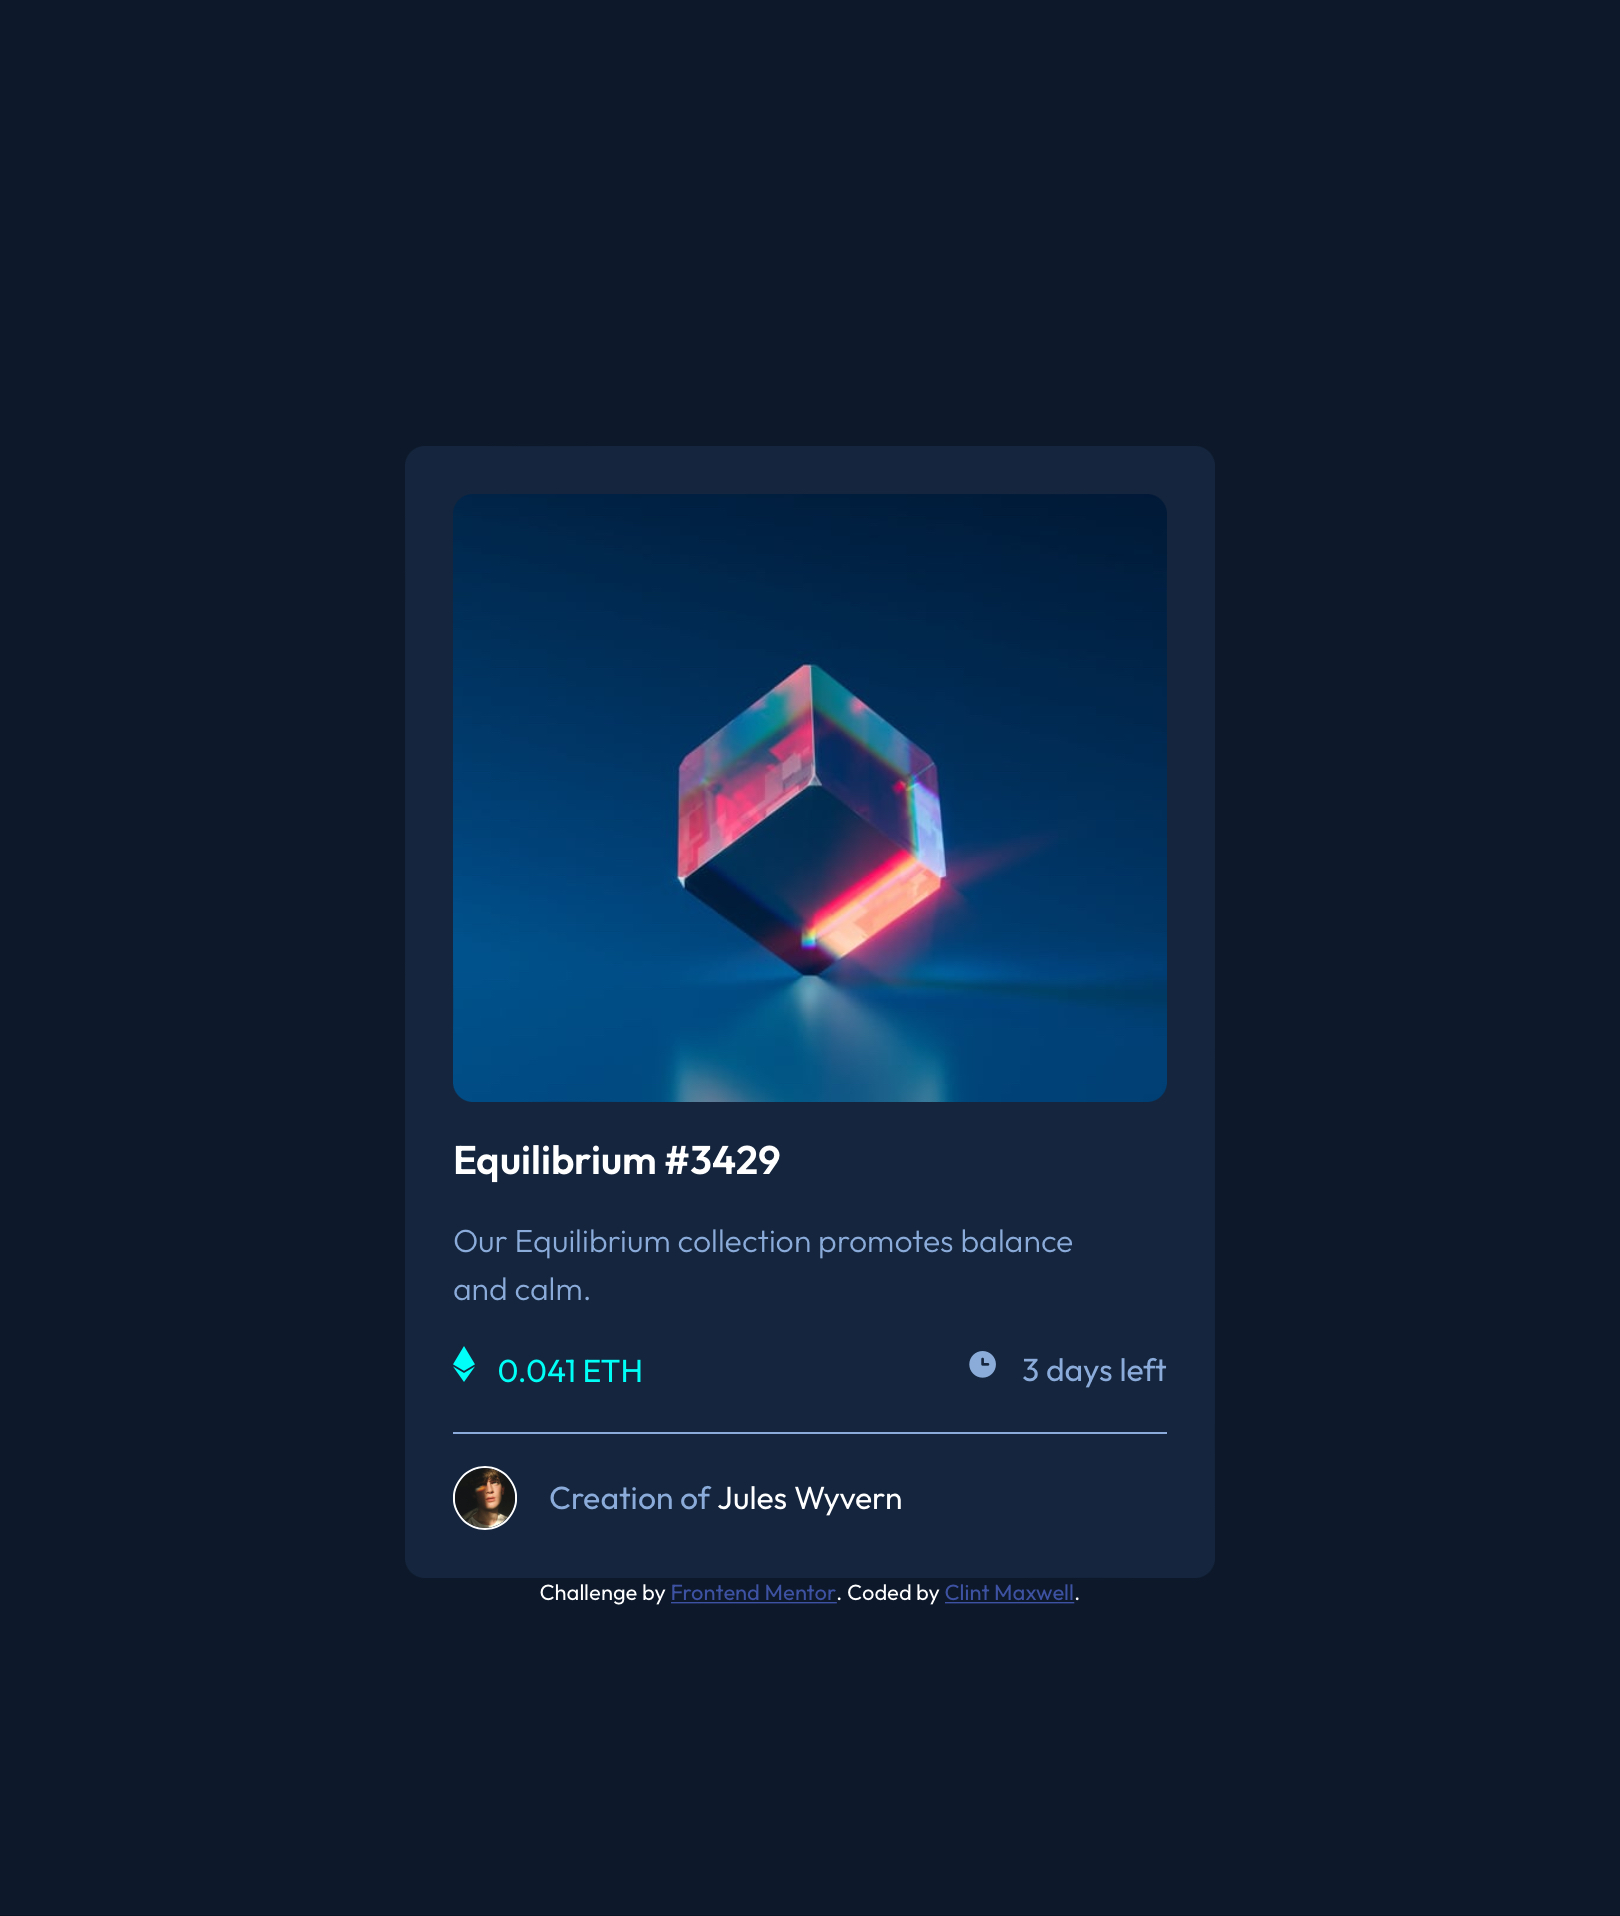 Equilibrium #3429
Our Equilibrium collection promotes balance
and calm.
0.041 ETH
3 days left
Creation of Jules Wyvern
Challenge by Frontend Mentor. Coded by Clint Maxwell.